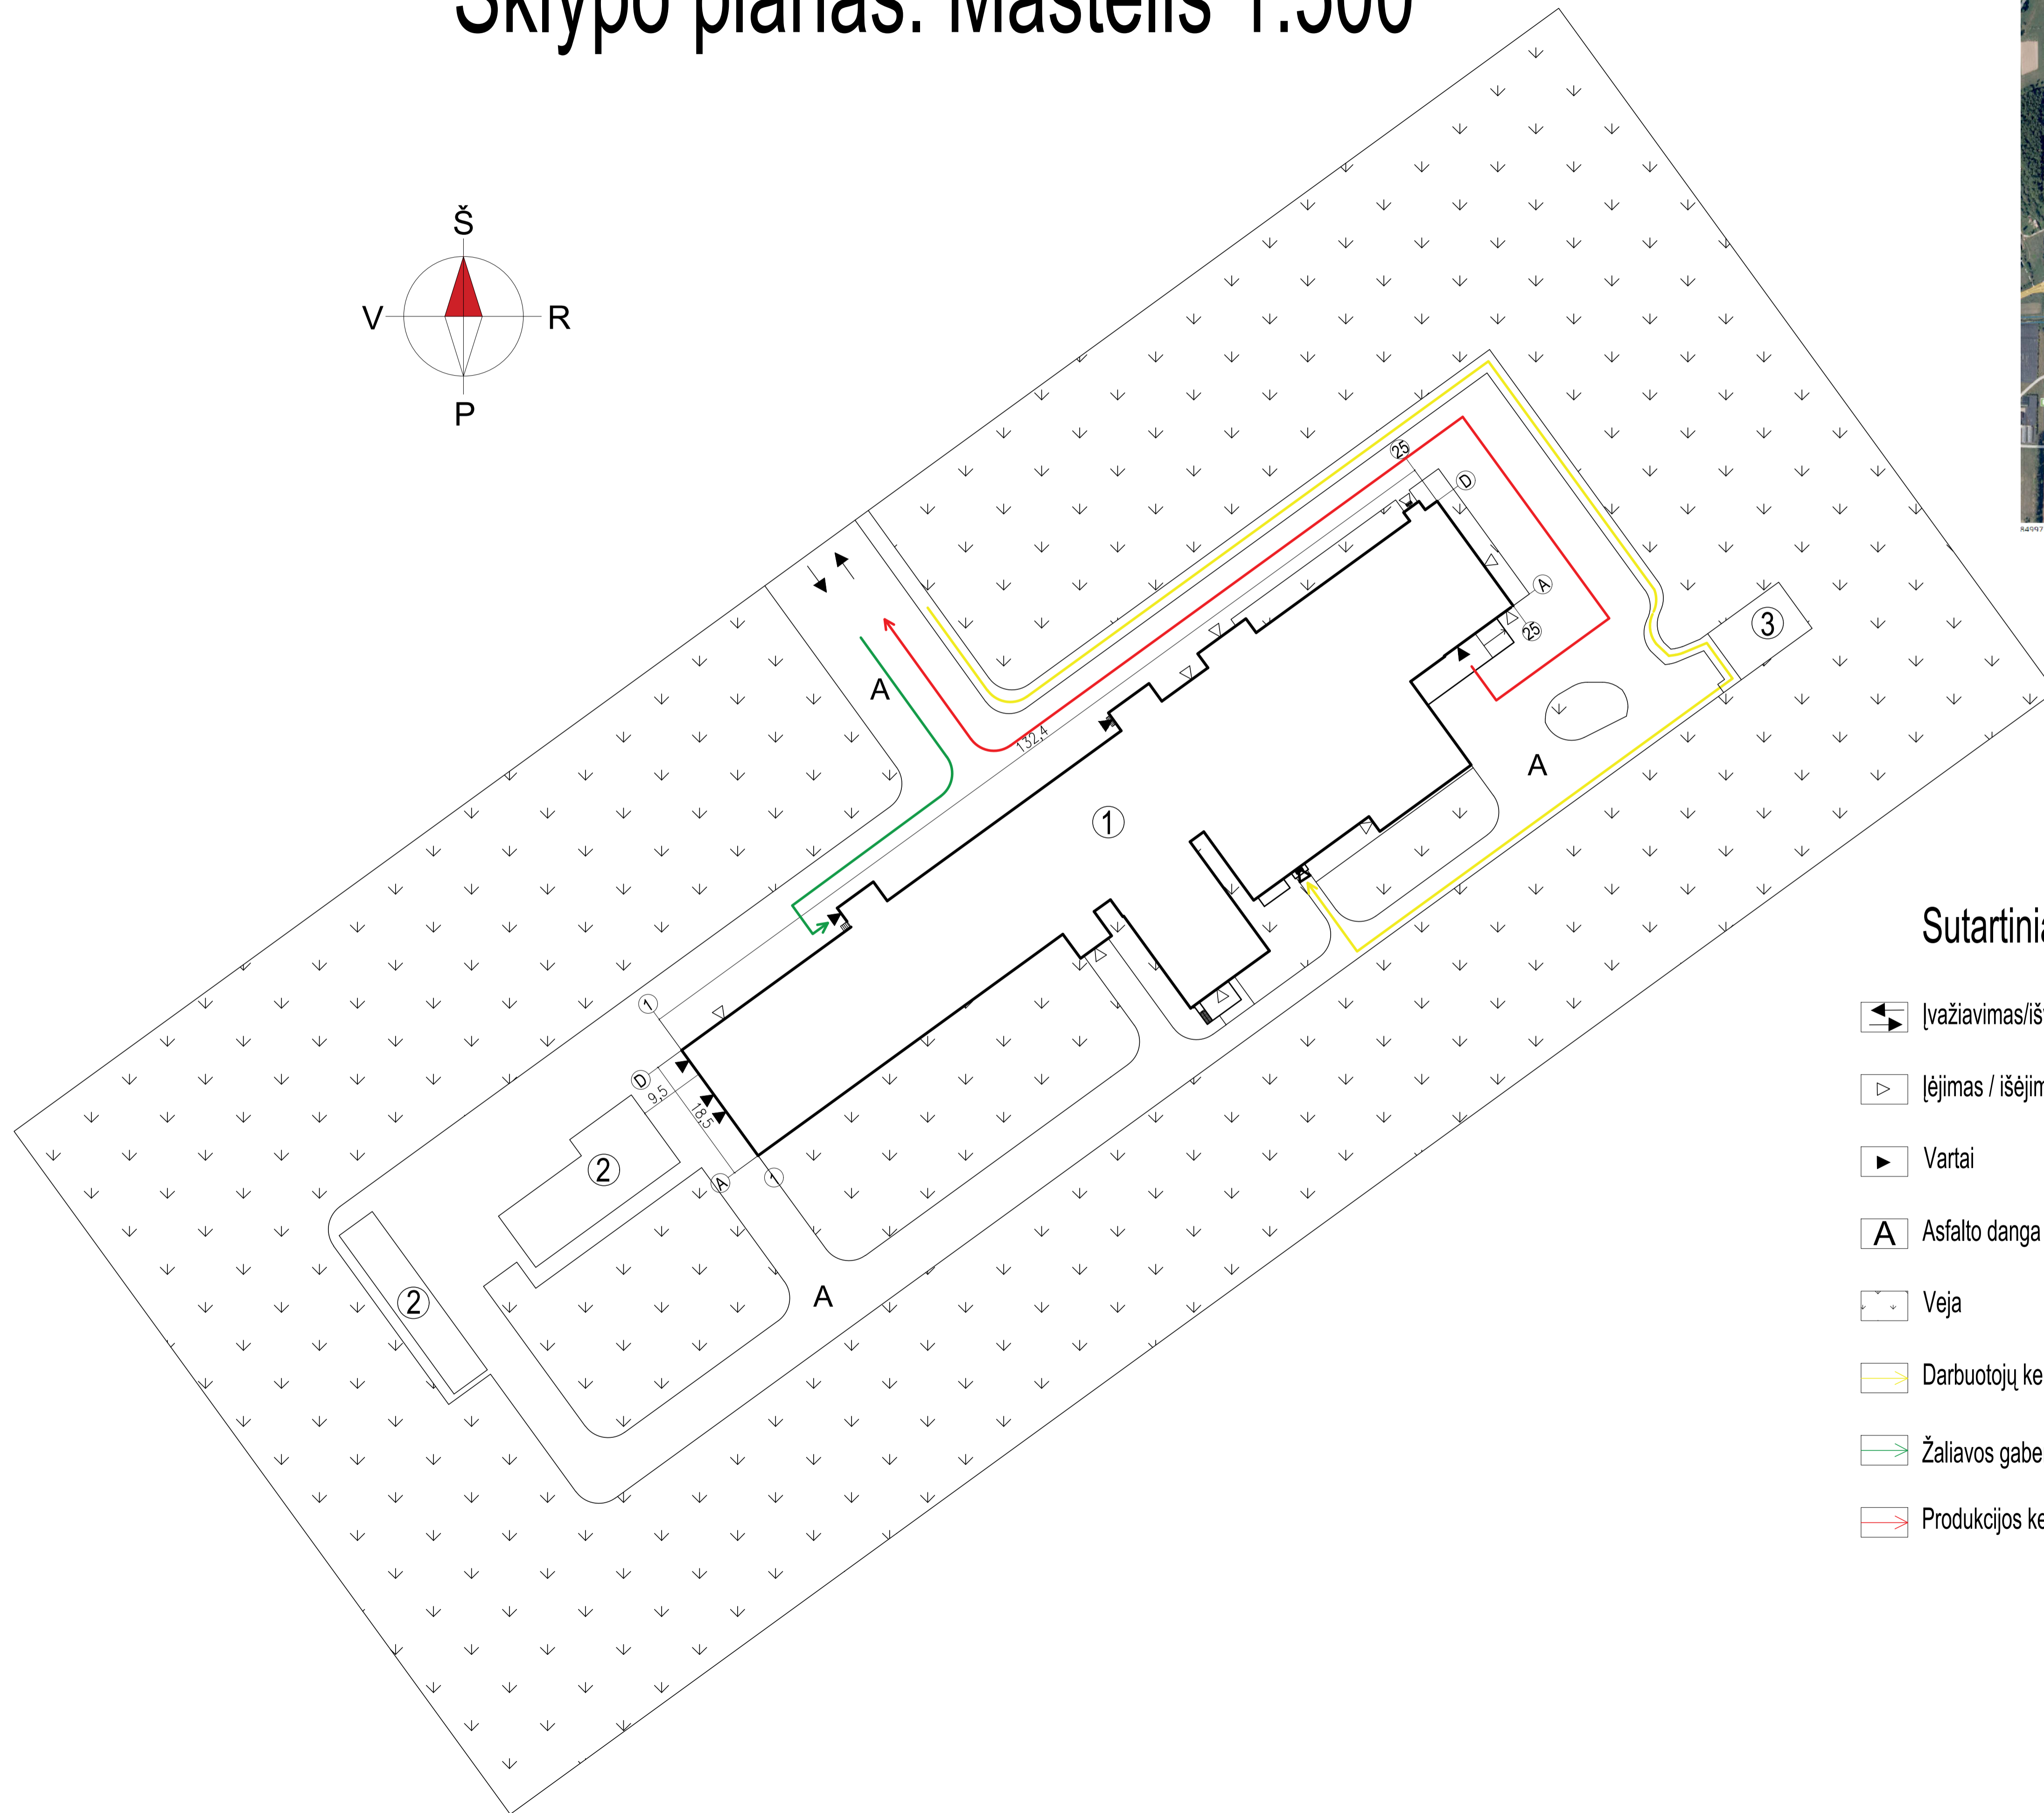 Sklypo planas. Mastelis 1:500
Š
V
R
P
84997
25
D
A
25
3
A
132,4
A
1
1
D
9,5
18,5
A
1
2
2
A
Sutartinia
Įvažiavimas/iš
Įėjimas / išėjim
Vartai
A Asfalto danga
Veja
Darbuotojų ke
Žaliavos gabe
Produkcijos ke